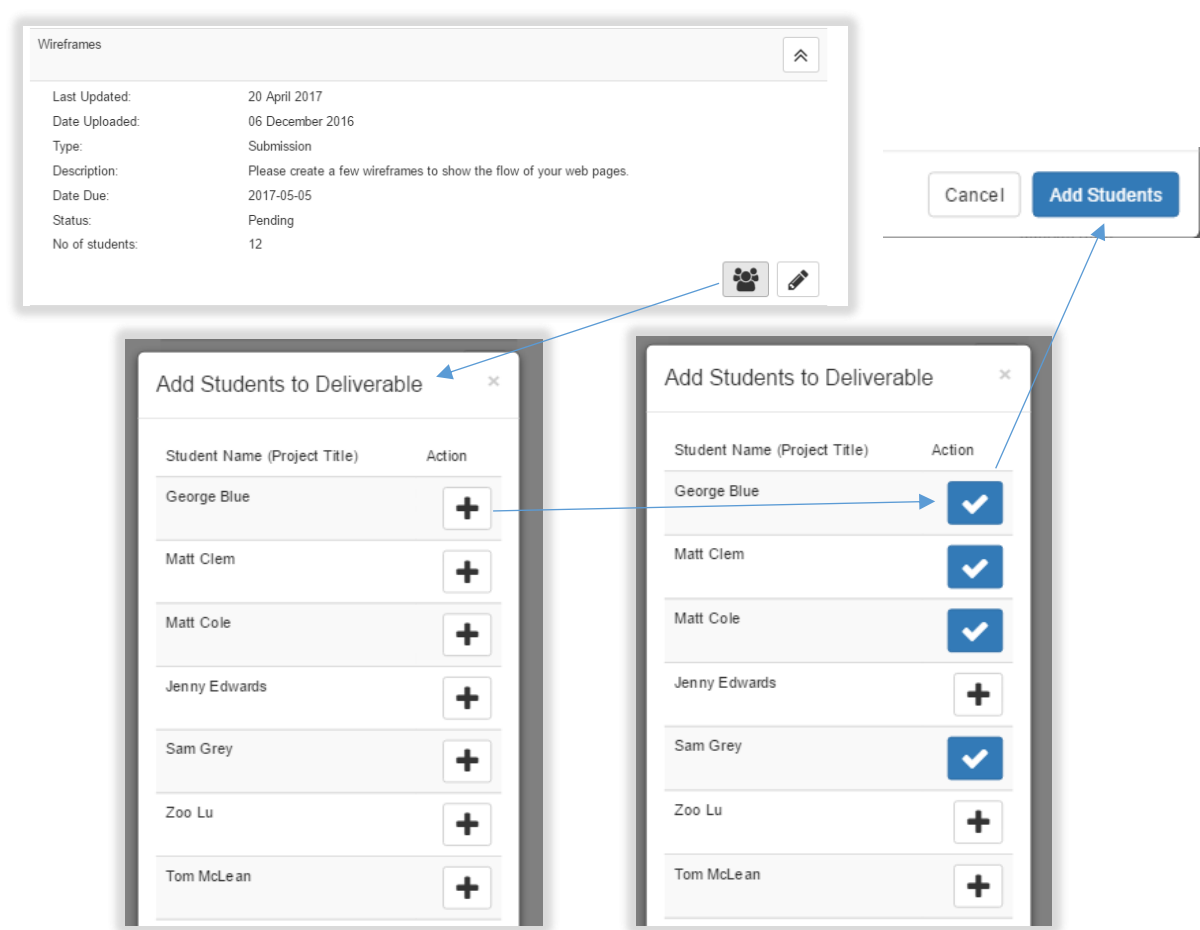 Wireframes
Last Updated: 20 April 2017
Date Uploaded: 06 December 2016
Type: Submission
Description: Please create a few wireframes to show the flow of your web pages.
Date Due: 2017-05-05
Status: Pending
No of students: 12
Cancel Add Students
Add Students to Deliverable ×
Student Name (Project Title) Action
George Blue
Matt Clem
Matt Cole
Jenny Edwards
Sam Grey
Zoo Lu
Tom McLean
Add Students to Deliverable ×
Student Name (Project Title) Action
George Blue
Matt Clem
Matt Cole
Jenny Edwards
Sam Grey
Zoo Lu
Tom McLean